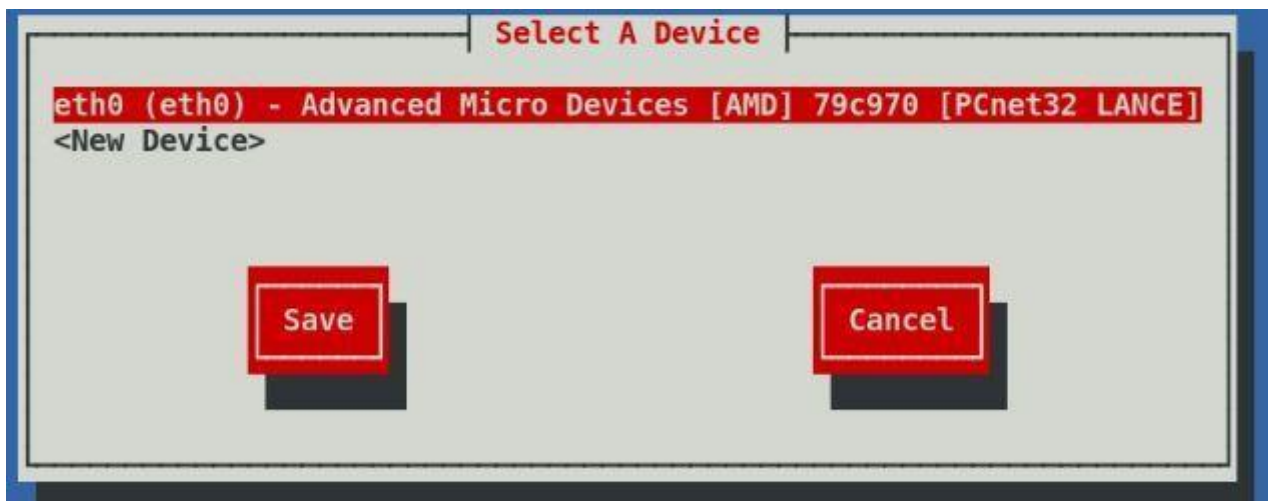 Select A Device
eth0 (eth0) - Advanced Micro Devices [AMD] 79c970 [PCnet32 LANCE]
<New Device>
Save
Cancel